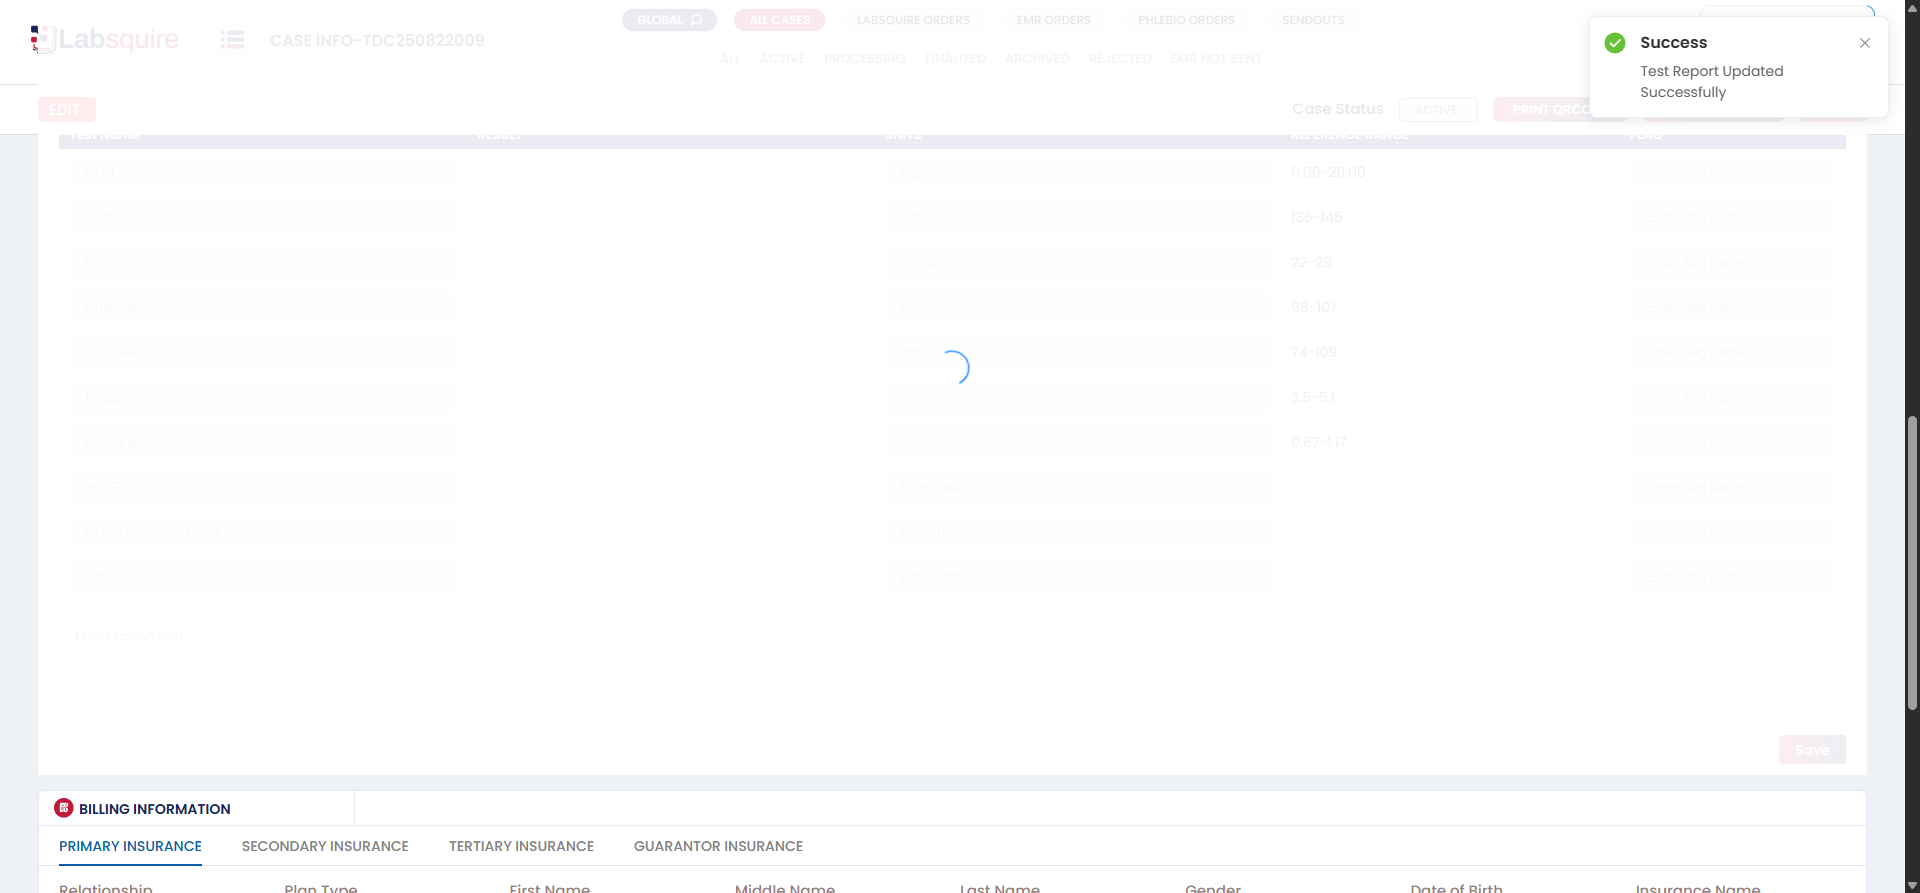 Labsquire
CASE INFO-TDC250822009
GLOBAL
ALL CASES
LABSQUIRE ORDERS
EMR ORDERS
PHLEBIO ORDERS
SENDOUTS
ALL
ACTIVE
PROCESSING
FINALIZED
ARCHIVED
REJECTED
EMR NOT SENT
Success
Test Report Updated
Successfully
EDIT
Case Status
ACTIVE
PRINT
Test Name
RESULT
UNITS
REFERENCE RANGE
FLAG
BUN
--
mg/dL
6.00-20.00
Enter flag name
Sodium
--
mmol/L
136-145
Enter flag name
CO2
--
mmol/L
22-29
Enter flag name
Chloride
--
mmol/L
98-107
Enter flag name
Glucose
--
mg/dL
74-109
Enter flag name
Potassium
--
mmol/L
3.5-5.1
Enter flag name
Creatinine
--
mg/dL
0.67-1.17
Enter flag name
eGFR
--
Enter units
Enter flag name
BUN/Creatinine Ratio
--
Enter units
Enter flag name
Anion Gap
--
Enter units
Enter flag name
Enter comment
Save
BILLING INFORMATION
PRIMARY INSURANCE
SECONDARY INSURANCE
TERTIARY INSURANCE
GUARANTOR INSURANCE
Relationship
Plan Type
First Name
Middle Name
Last Name
Gender
Date of Birth
Insurance Name